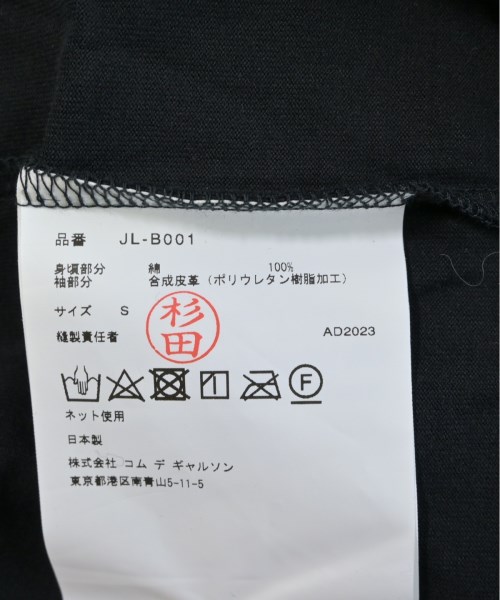 品番 JL-B001
身頃部分 綿 100%
袖部分 合成皮革（ポリウレタン樹脂加工）
サイズ S
縫製責任者 杉田 AD2023
F
ネット使用
日本製
株式会社 コム デ ギャルソン
東京都港区南青山5-11-5